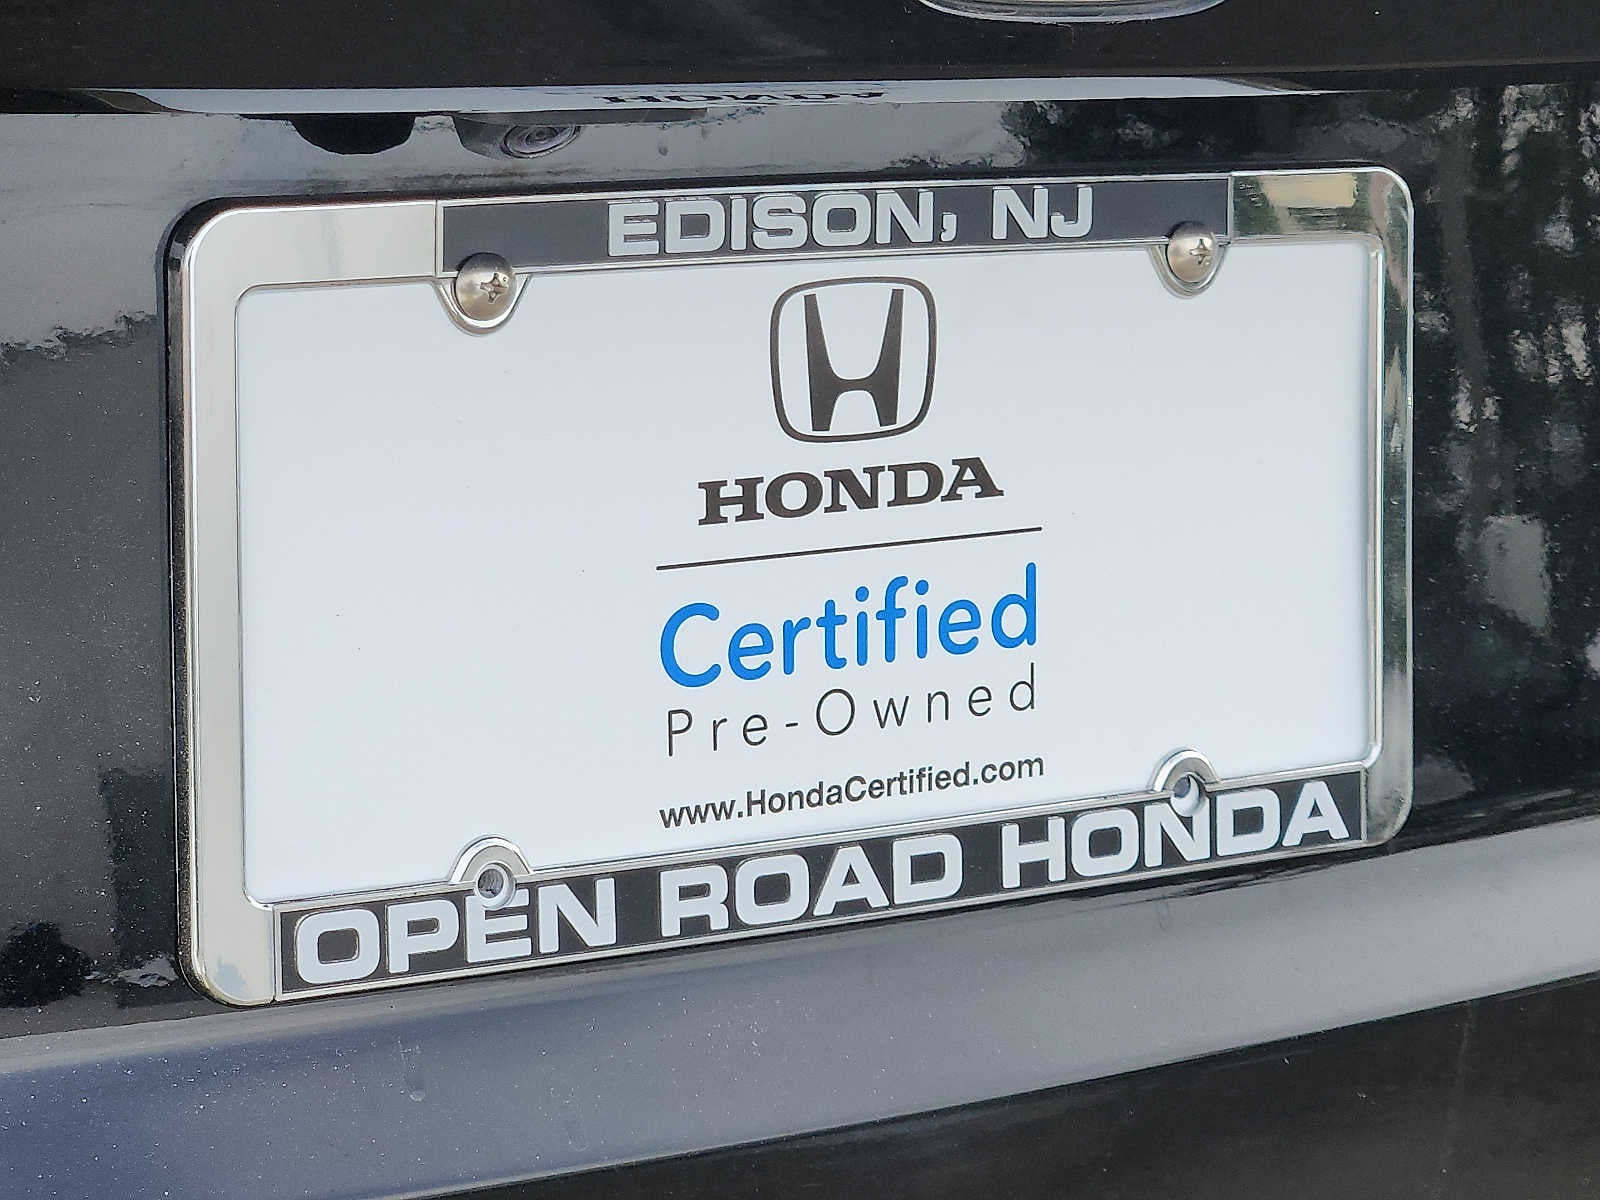 EDISON, NJ
HONDA
Certified
Pre-Owned
www.HondaCertified.com
OPEN ROAD HONDA